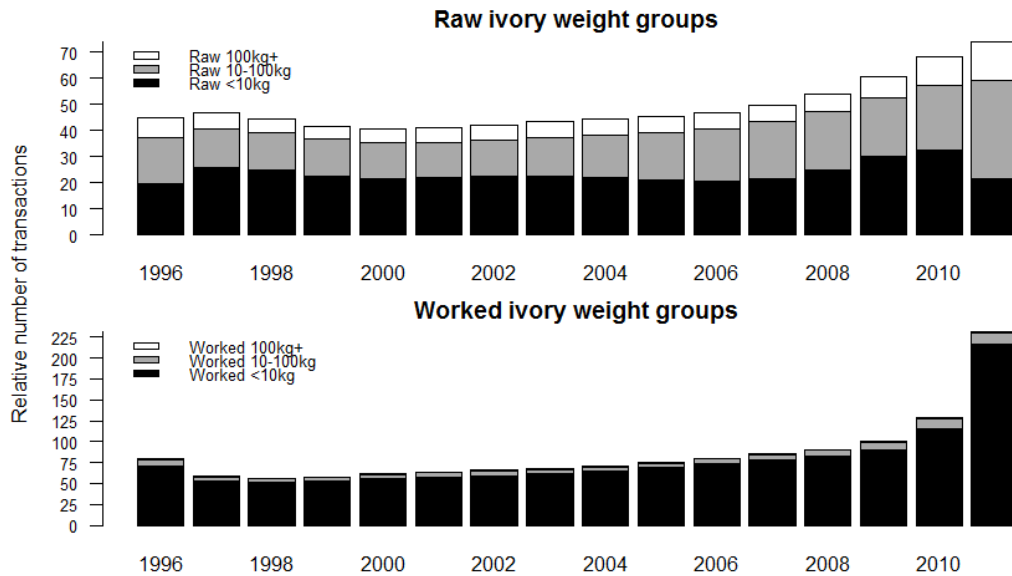 Raw ivory weight groups
Raw 100kg+
Raw 10-100kg
Raw <10kg
70
60
50
40
30
20
10
0
1996 1998 2000 2002 2004 2006 2008 2010
Relative number of transactions
Worked ivory weight groups
Worked 100kg+
Worked 10-100kg
Worked <10kg
225
200
175
150
125
100
75
50
25
0
1996 1998 2000 2002 2004 2006 2008 2010